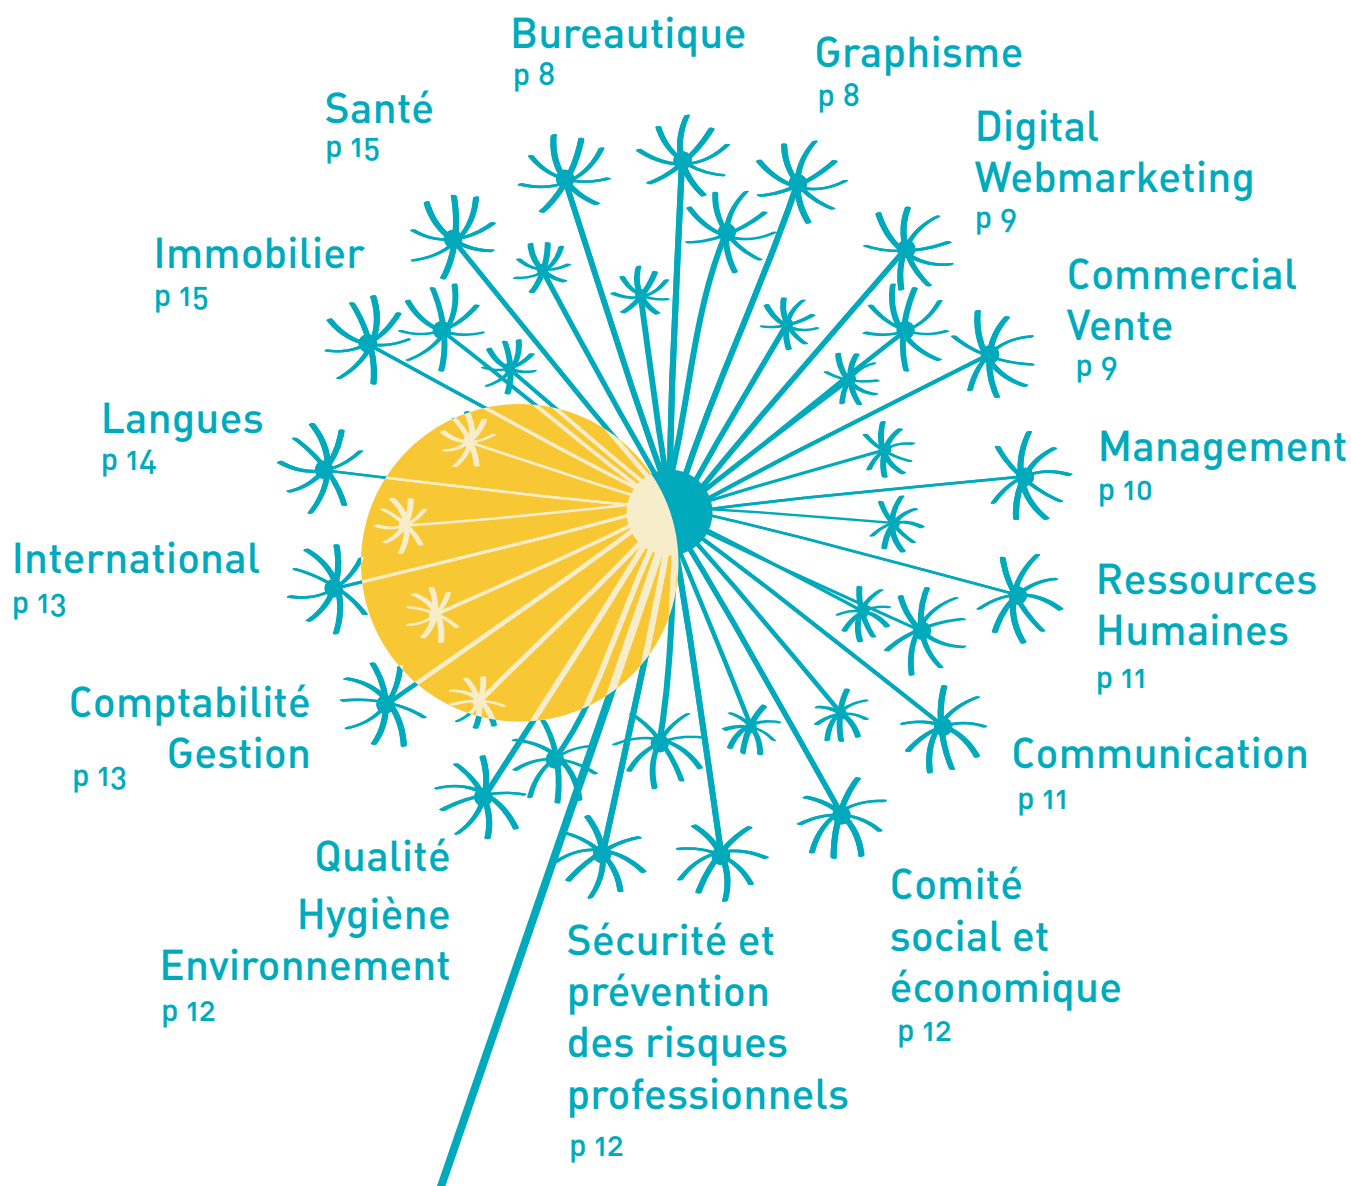 Bureautique
p 8
Graphisme
p 8
Digital
Webmarketing
p 9
Commercial
Vente
p 9
Management
p 10
Ressources
Humaines
p 11
Communication
p 11
Comité
social et
économique
p 12
Sécurité et
prévention
des risques
professionnels
p 12
Qualité
Hygiène
Environnement
p 12
Comptabilité
Gestion
p 13
International
p 13
Langues
p 14
Immobilier
p 15
Santé
p 15